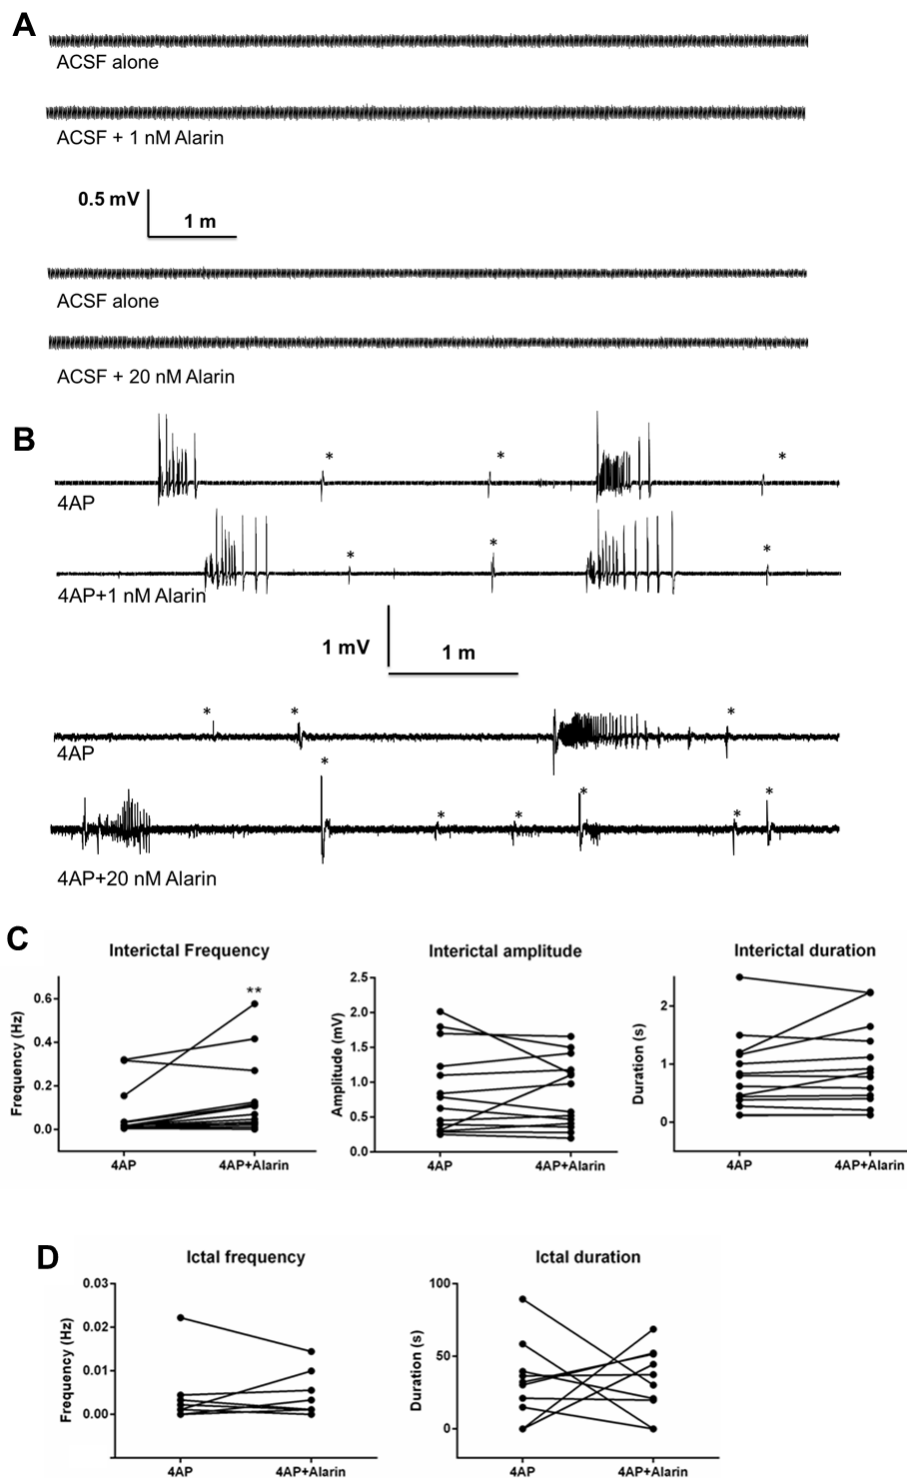 A
ACSF alone
ACSF + 1 nM Alarin
0.5 mV
1 m
ACSF alone
ACSF + 20 nM Alarin
B
* * *
4AP
* * *
4AP+1 nM Alarin
1 mV
1 m
* * *
4AP
* * * * * *
4AP+20 nM Alarin
C
Interictal Frequency
**
Frequency (Hz)
0.6
0.4
0.2
0.0
4AP 4AP+Alarin
Interictal amplitude
Amplitude (mV)
2.5
2.0
1.5
1.0
0.5
0.0
4AP 4AP+Alarin
Interictal duration
Duration (s)
2
1
0
4AP 4AP+Alarin
D
Ictal frequency
Frequency (Hz)
0.03
0.02
0.01
0.00
4AP 4AP+Alarin
Ictal duration
Duration (s)
100
50
0
4AP 4AP+Alarin